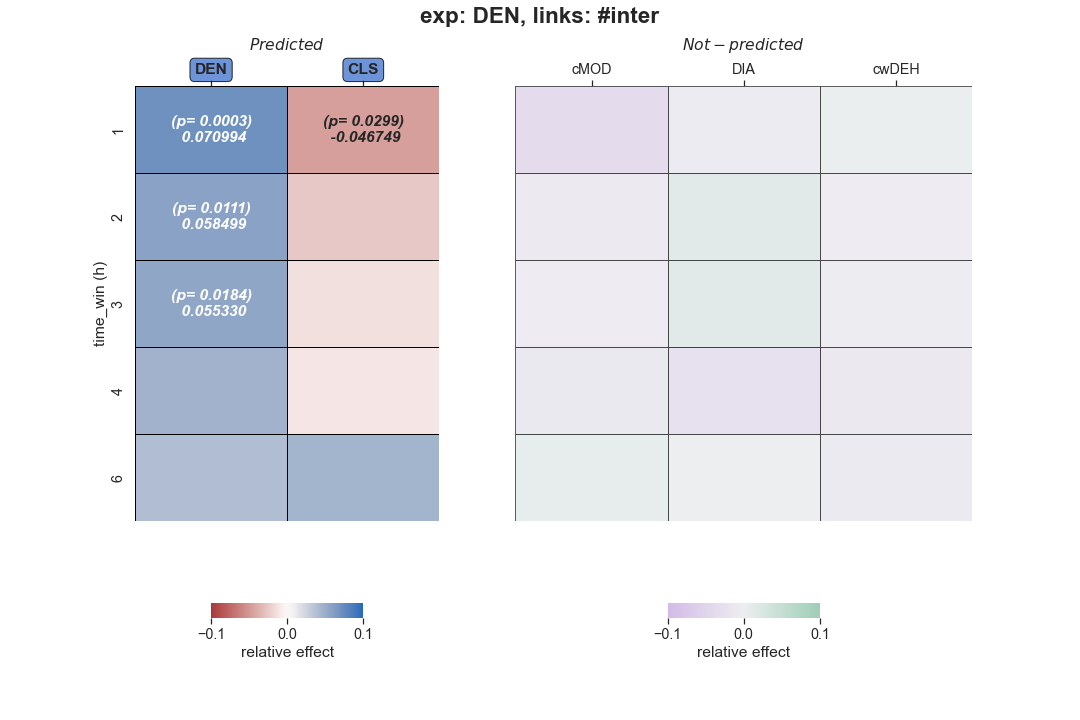 exp: DEN, links: #inter
Predicted
Not − predicted
DEN
CLS
cMOD
DIA
cwDEH
time_win (h)
1
(p= 0.0003)
0.070994
(p= 0.0299)
-0.046749
2
(p= 0.0111)
0.058499
3
(p= 0.0184)
0.055330
4
6
−0.1
0.0
0.1
relative effect
−0.1
0.0
0.1
relative effect